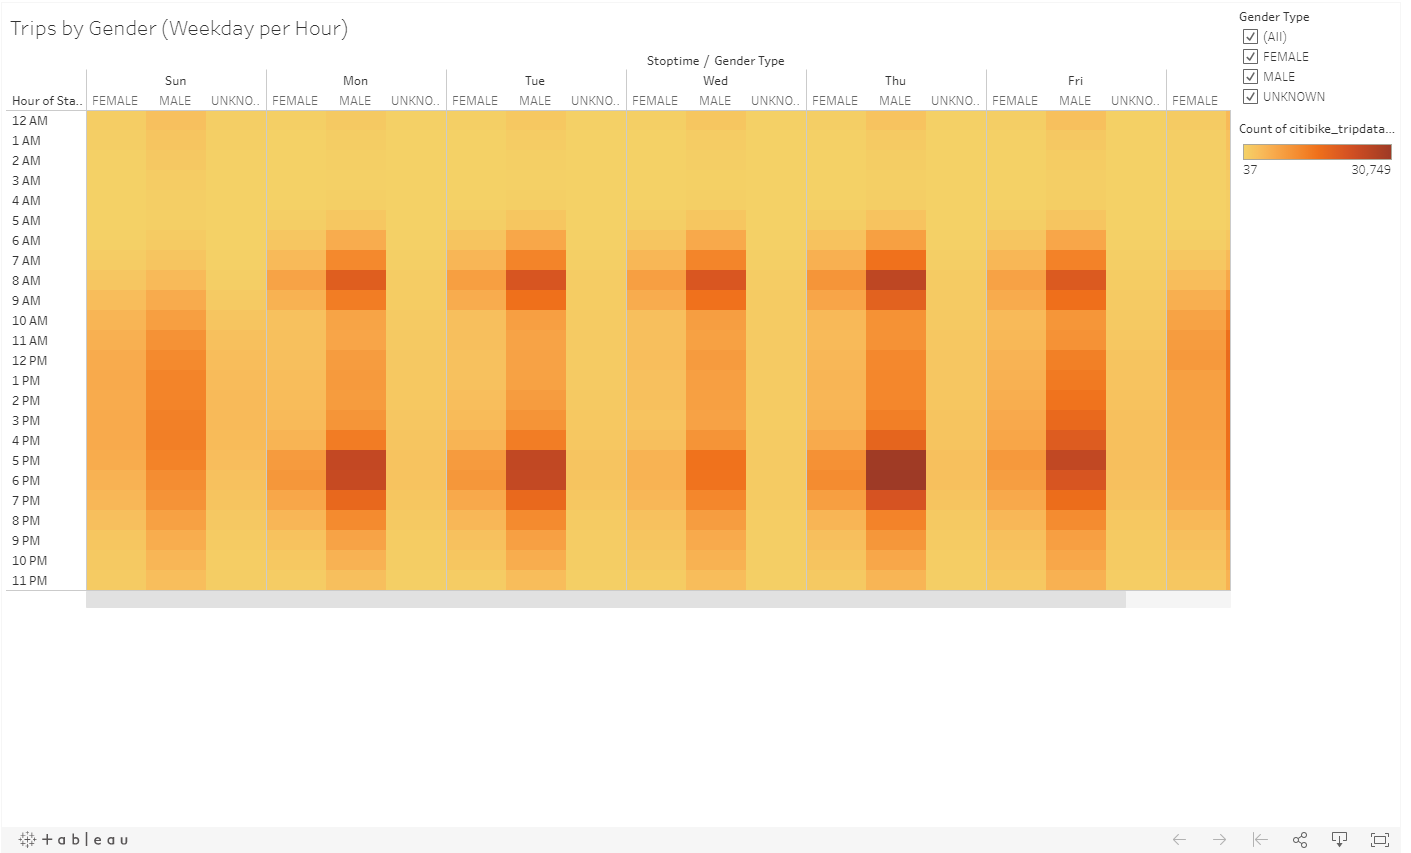 Trips by Gender (Weekday per Hour)
Stoptime / Gender Type
Sun Mon Tue Wed Thu Fri
Hour of Sta.. FEMALE MALE UNKNO.. FEMALE MALE UNKNO.. FEMALE MALE UNKNO.. FEMALE MALE UNKNO.. FEMALE MALE UNKNO.. FEMALE MALE UNKNO.. FEMALE
12 AM
1 AM
2 AM
3 AM
4 AM
5 AM
6 AM
7 AM
8 AM
9 AM
10 AM
11 AM
12 PM
1 PM
2 PM
3 PM
4 PM
5 PM
6 PM
7 PM
8 PM
9 PM
10 PM
11 PM
Gender Type
(All)
FEMALE
MALE
UNKNOWN
Count of citibike_tripdata...
37 30,749
+ a b l e a u